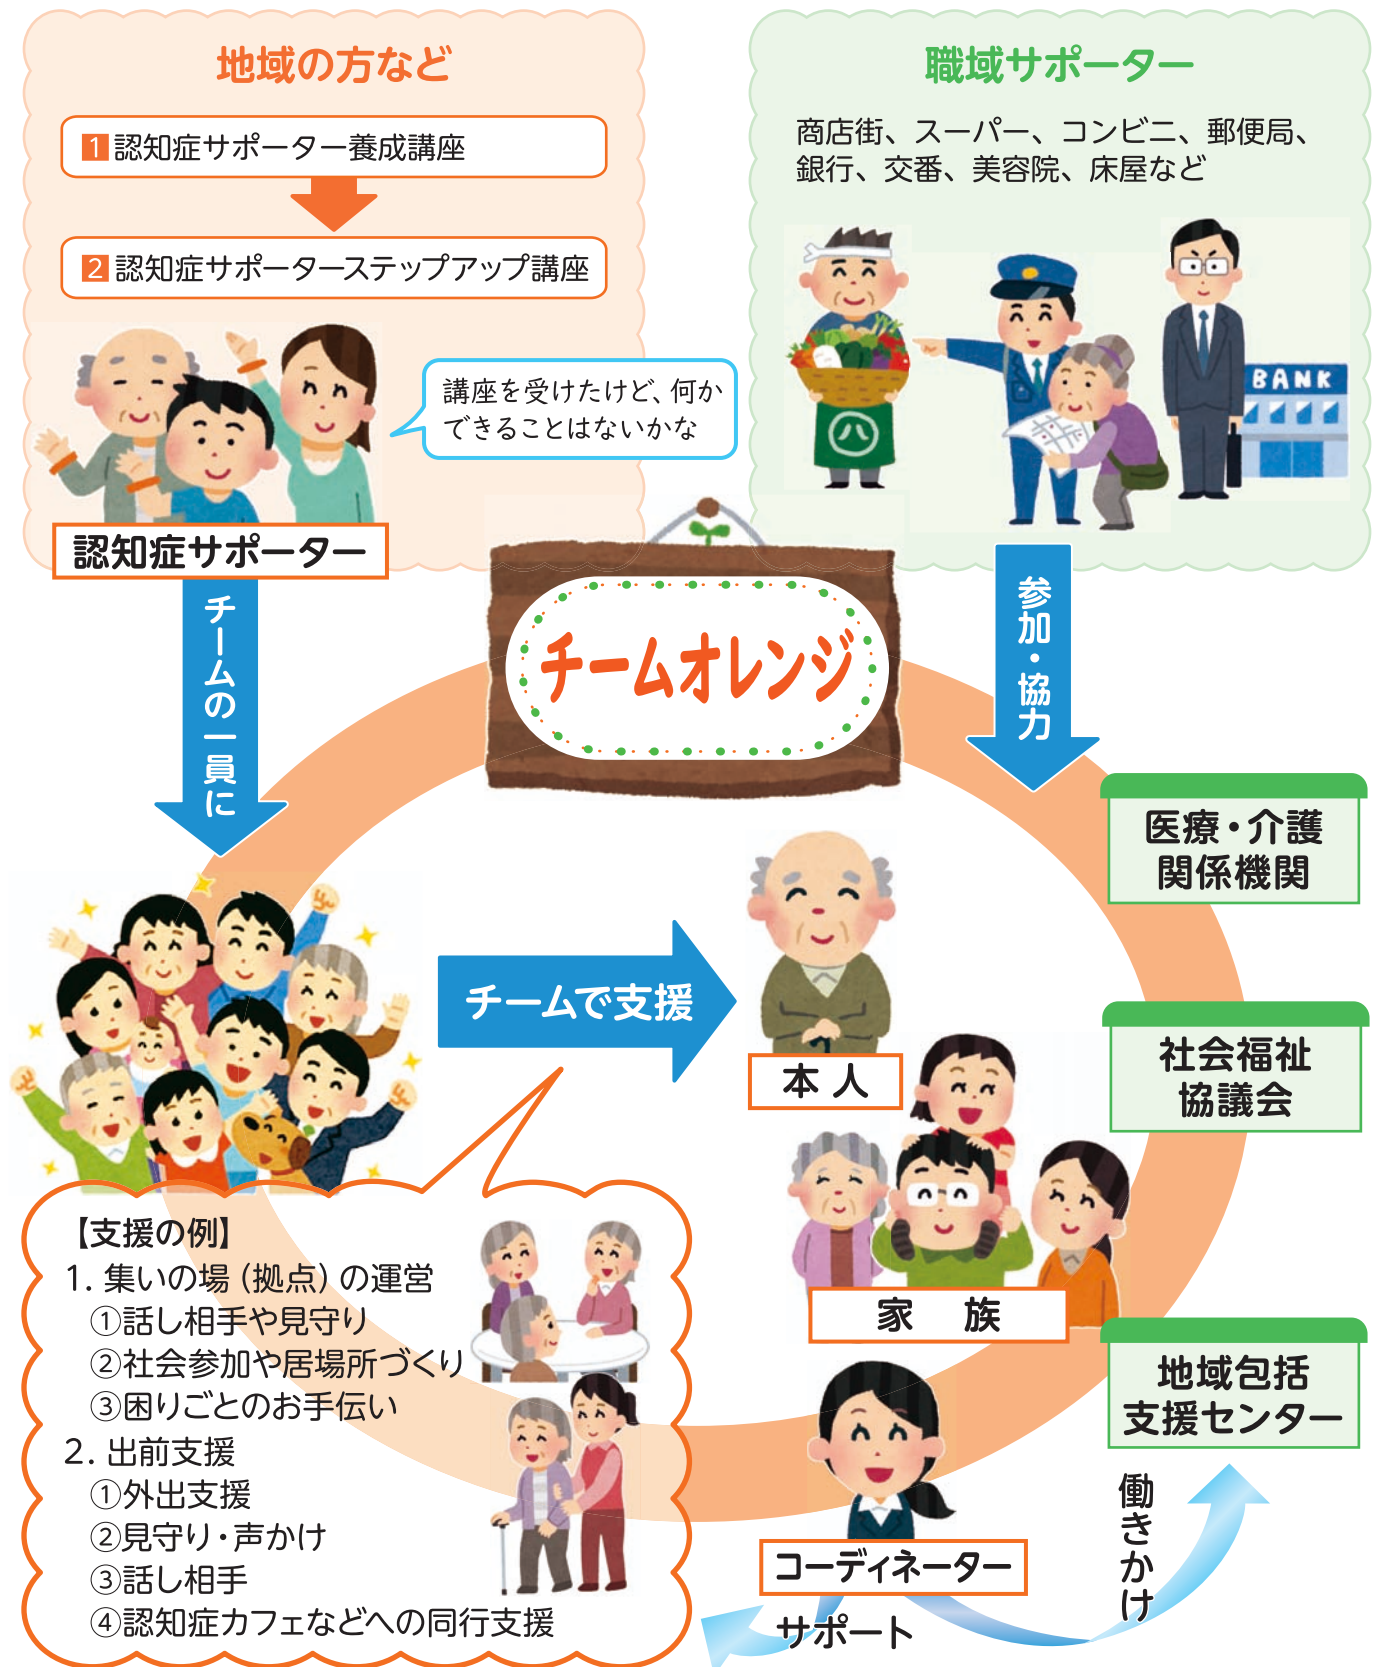 地域の方など
1 認知症サポーター養成講座
2 認知症サポーターステップアップ講座
講座を受けたけど、何か
できることはないかな
認知症サポーター
職域サポーター
商店街、スーパー、コンビニ、郵便局、
銀行、交番、美容院、床屋など
八
BANK
チームオレンジ
チームの一員に
参加・協力
医療・介護
関係機関
社会福祉
協議会
地域包括
支援センター
チームで支援
本人
家　族
コーディネーター
サポート
働きかけ
【支援の例】
1. 集いの場（拠点）の運営
①話し相手や見守り
②社会参加や居場所づくり
③困りごとのお手伝い
2. 出前支援
①外出支援
②見守り・声かけ
③話し相手
④認知症カフェなどへの同行支援